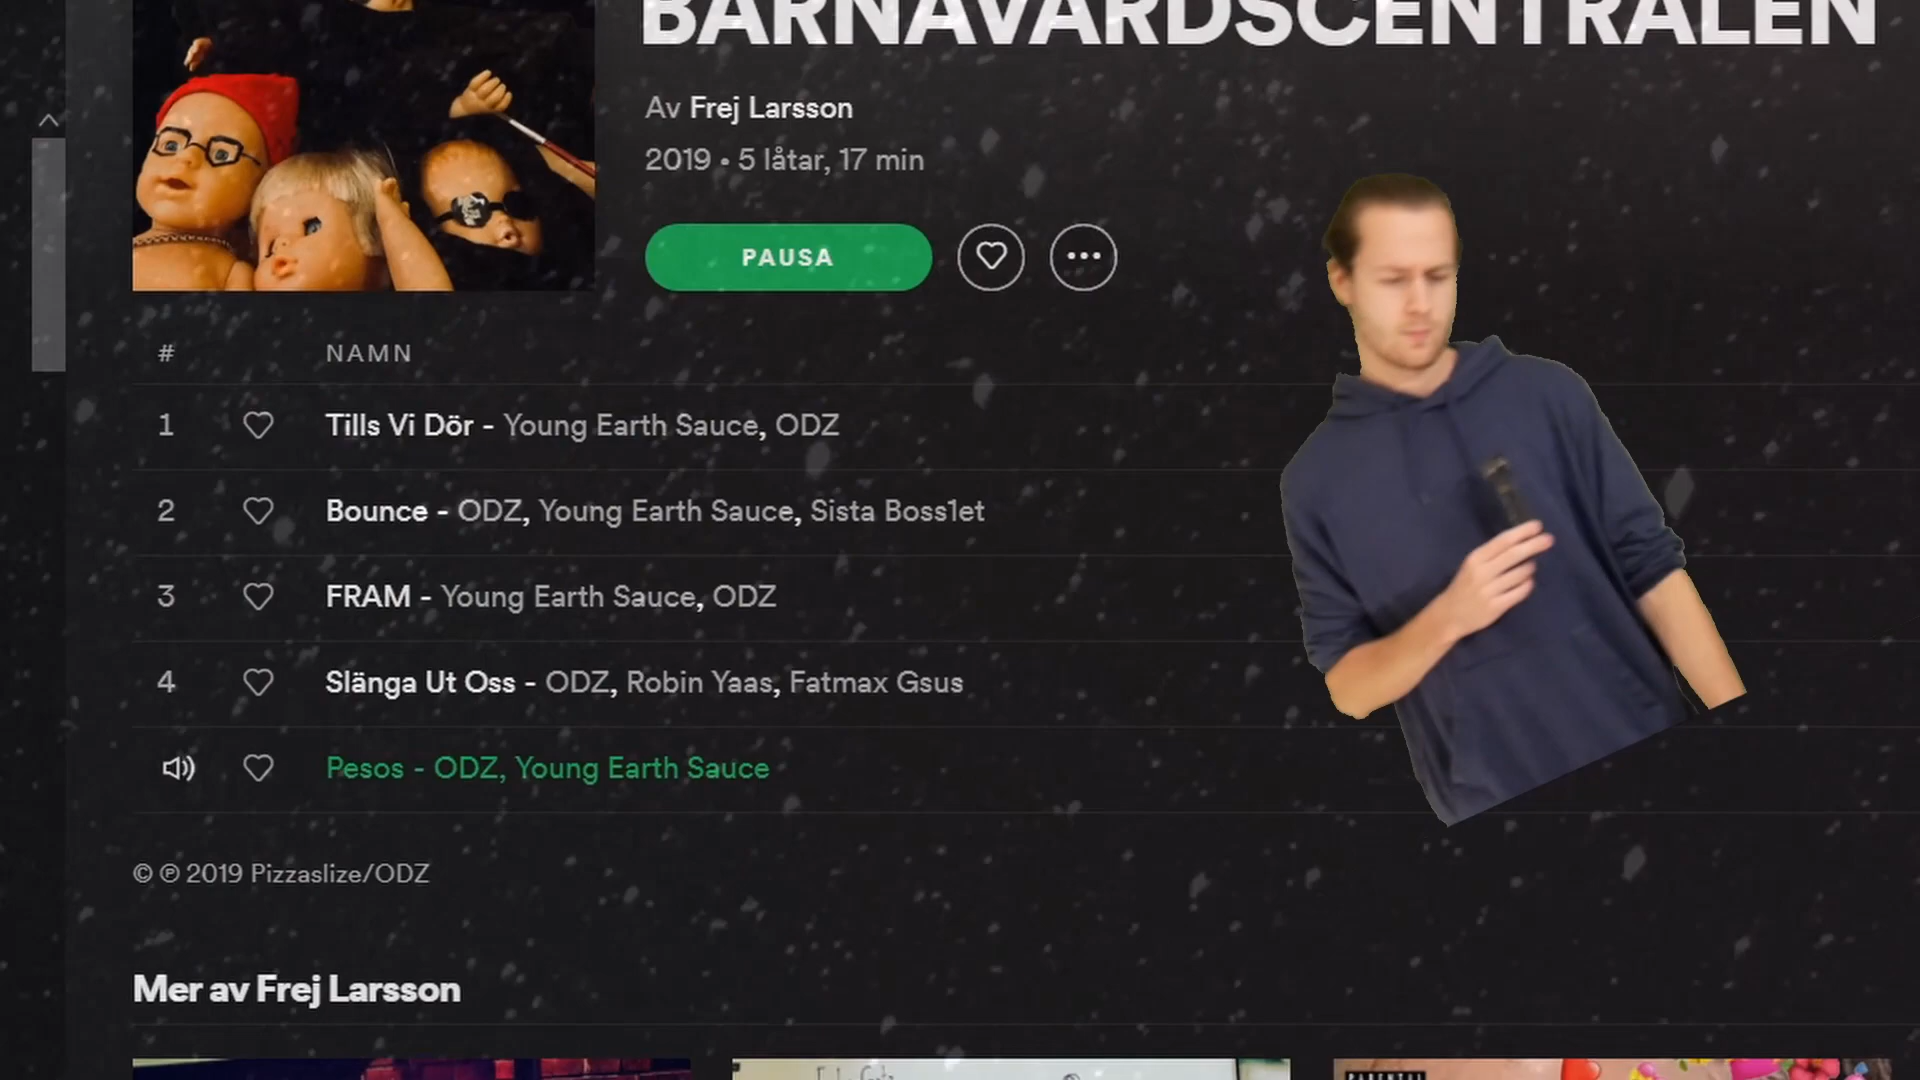 BARNAVÅRDSCENTRALEN
Av Frej Larsson
2019 • 5 låtar, 17 min
PAUSA
# NAMN
1 Tills Vi Dör - Young Earth Sauce, ODZ
2 Bounce - ODZ, Young Earth Sauce, Sista Boss1et
3 FRAM - Young Earth Sauce, ODZ
4 Slänga Ut Oss - ODZ, Robin Yaas, Fatmax Gsus
Pesos - ODZ, Young Earth Sauce
© ℗ 2019 Pizzaslize/ODZ
Mer av Frej Larsson
PARENTAL